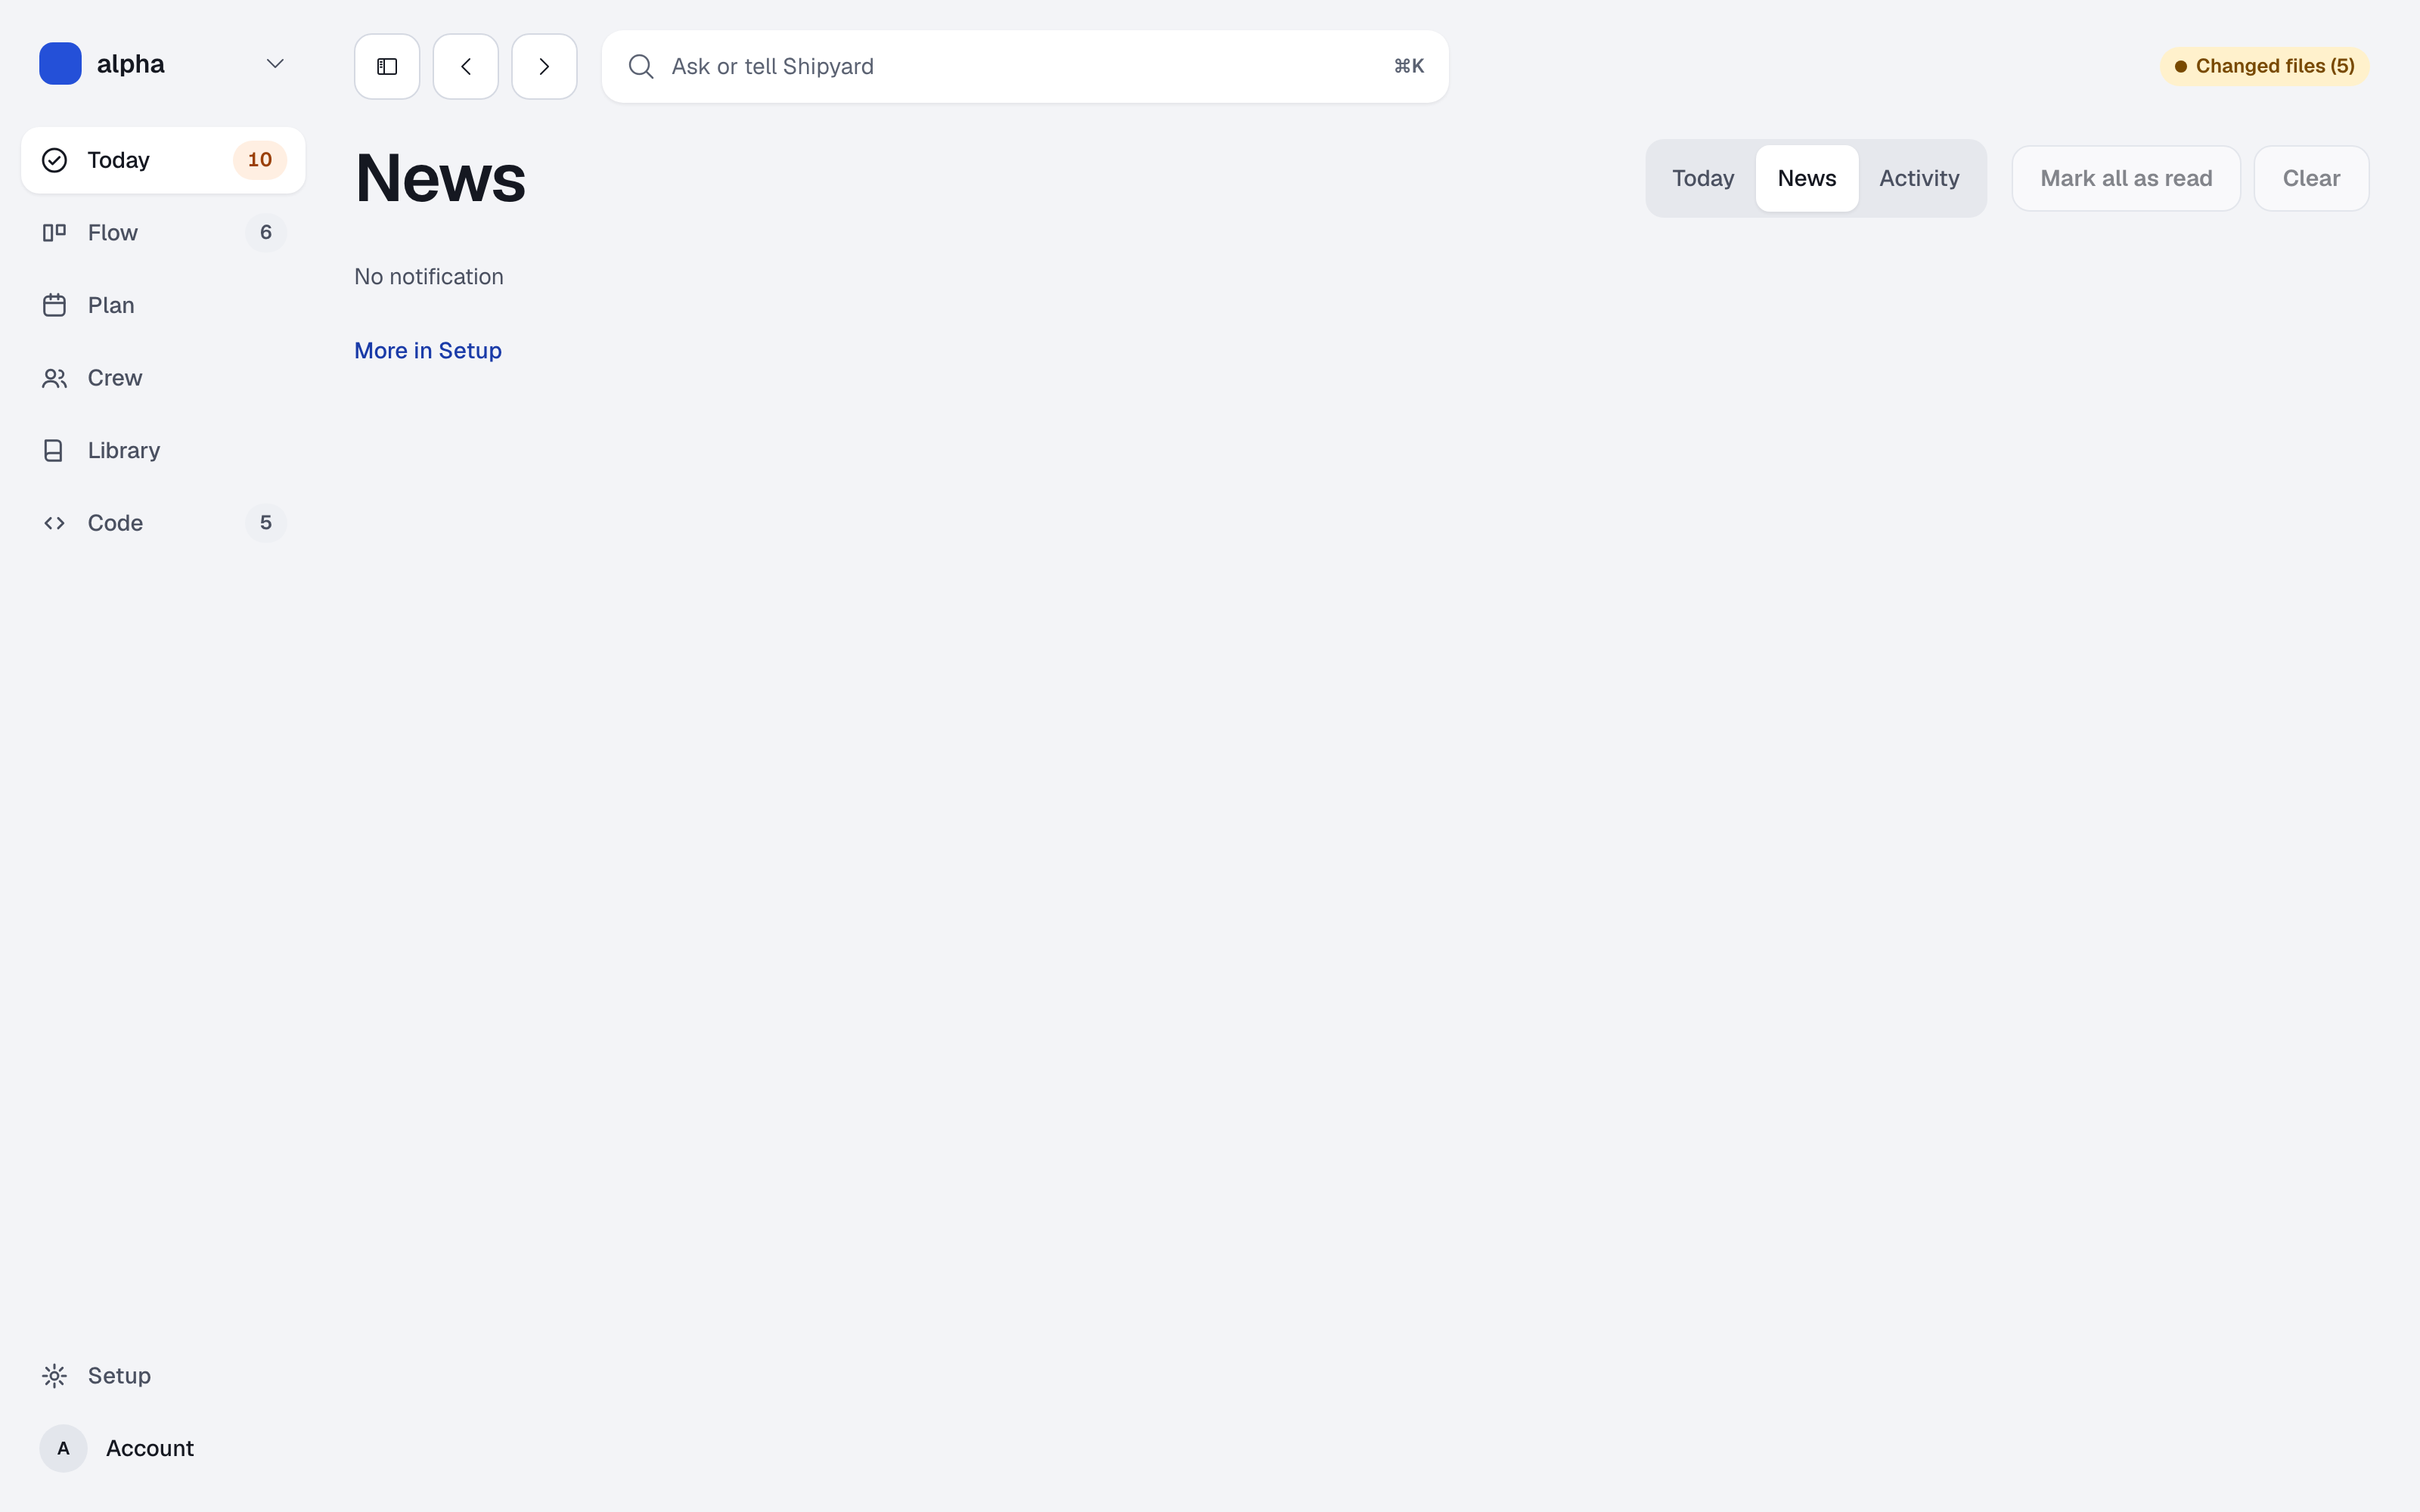 alpha
Ask or tell Shipyard
⌘K
Changed files (5)
Today 10
Flow 6
Plan
Crew
Library
Code 5
Setup
A Account
News
Today News Activity
Mark all as read
Clear
No notification
More in Setup